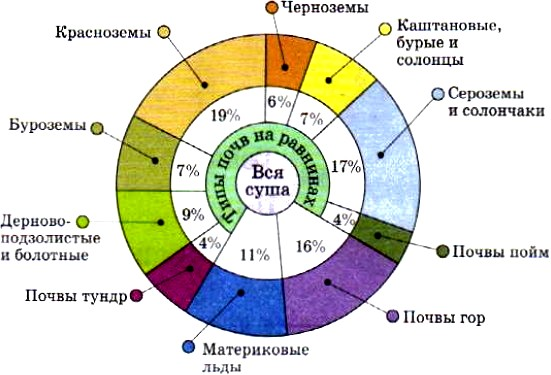 Черноземы
Каштановые,
бурые и
солонцы
Сероземы
и солончаки
Почвы пойм
Почвы гор
Материковые
льды
Почвы тундр
Дерново-
подзолистые
и болотные
Буроземы
Красноземы
6%
7%
17%
4%
16%
11%
4%
9%
7%
19%
Типы почв на равнинах
Вся
суша